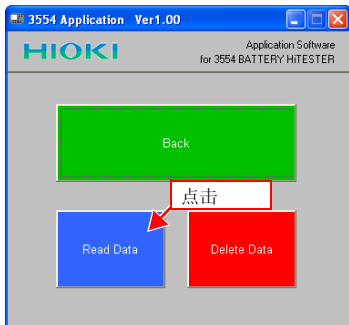 3554 Application Ver1.00
HIOKI
Application Software
for 3554 BATTERY HiTESTER
Back
点击
Read Data
Delete Data